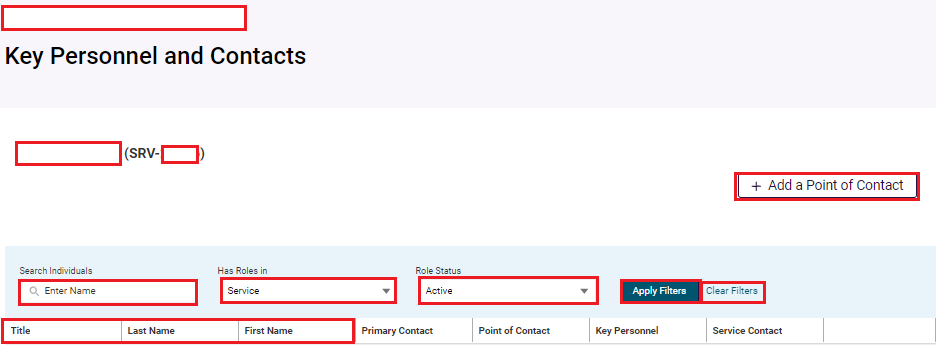 Key Personnel and Contacts
(SRV- )
+ Add a Point of Contact
Search Individuals Has Roles in Role Status
Enter Name Service Active Apply Filters Clear Filters
Title Last Name First Name Primary Contact Point of Contact Key Personnel Service Contact